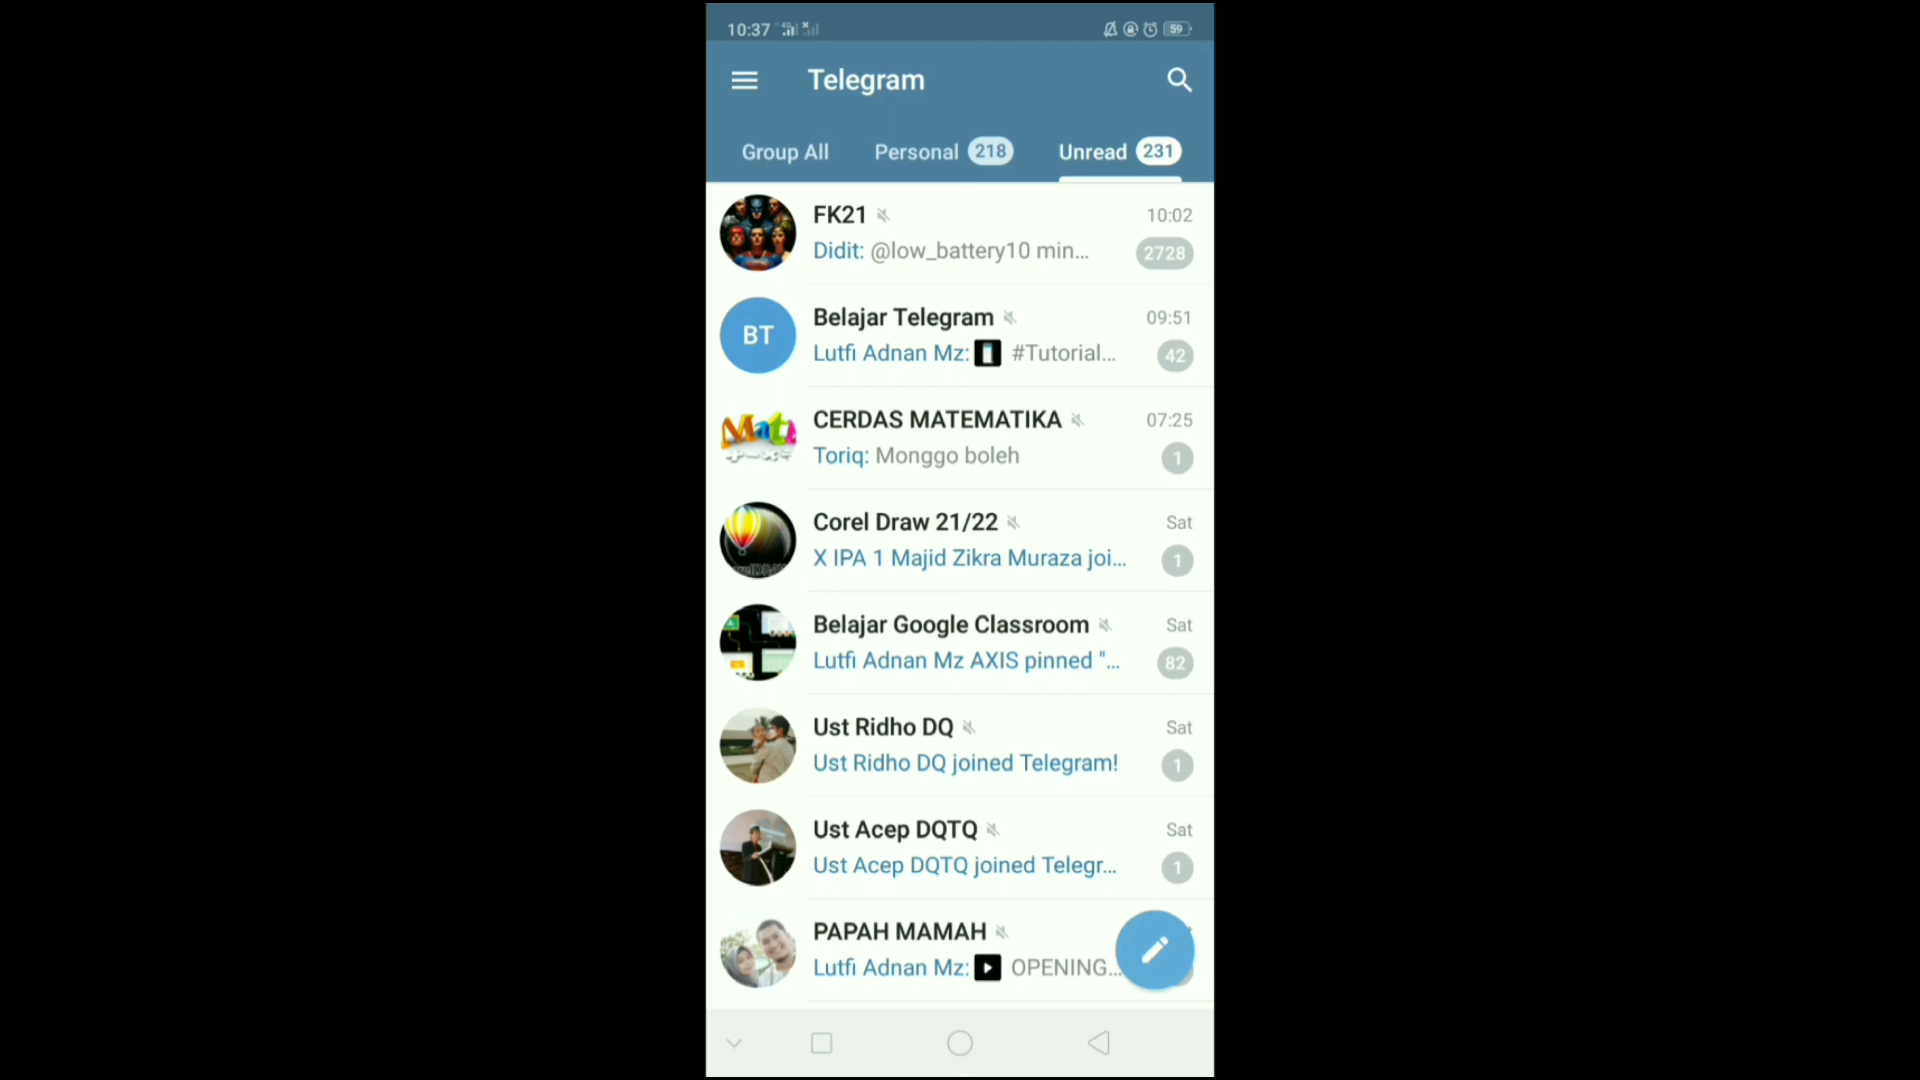 10:37 4G 59
Telegram
Group All Personal 218 Unread 231
FK21 10:02
Didit: @low_battery10 min... 2728
BT
Belajar Telegram 09:51
Lutfi Adnan Mz: #Tutorial... 42
CERDAS MATEMATIKA 07:25
Toriq: Monggo boleh 1
Corel Draw 21/22 Sat
X IPA 1 Majid Zikra Muraza joi... 1
Belajar Google Classroom Sat
Lutfi Adnan Mz AXIS pinned "... 82
Ust Ridho DQ Sat
Ust Ridho DQ joined Telegram! 1
Ust Acep DQTQ Sat
Ust Acep DQTQ joined Telegr... 1
PAPAH MAMAH
Lutfi Adnan Mz: OPENING...